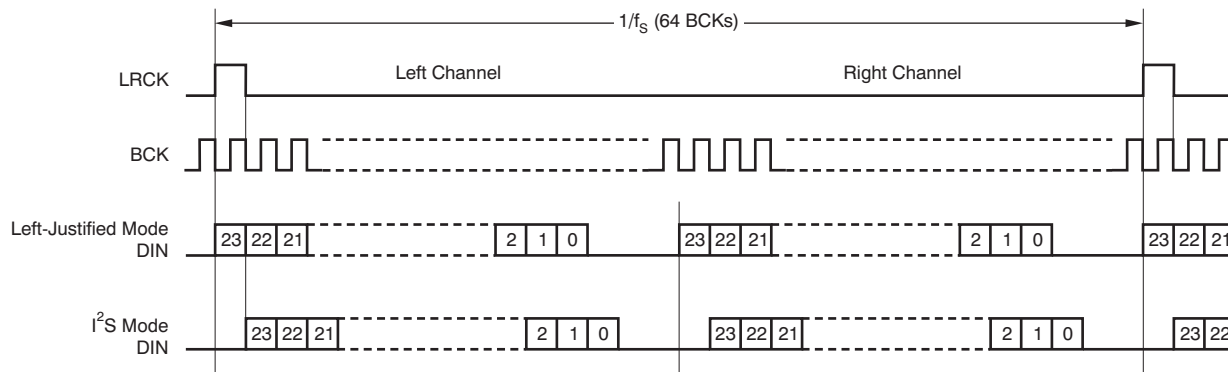 1/fS (64 BCKs)
LRCK Left Channel Right Channel
BCK
Left-Justified Mode
DIN 23 22 21 2 1 0 23 22 21 2 1 0 23 22 21
I2S Mode
DIN 23 22 21 2 1 0 23 22 21 2 1 0 23 22